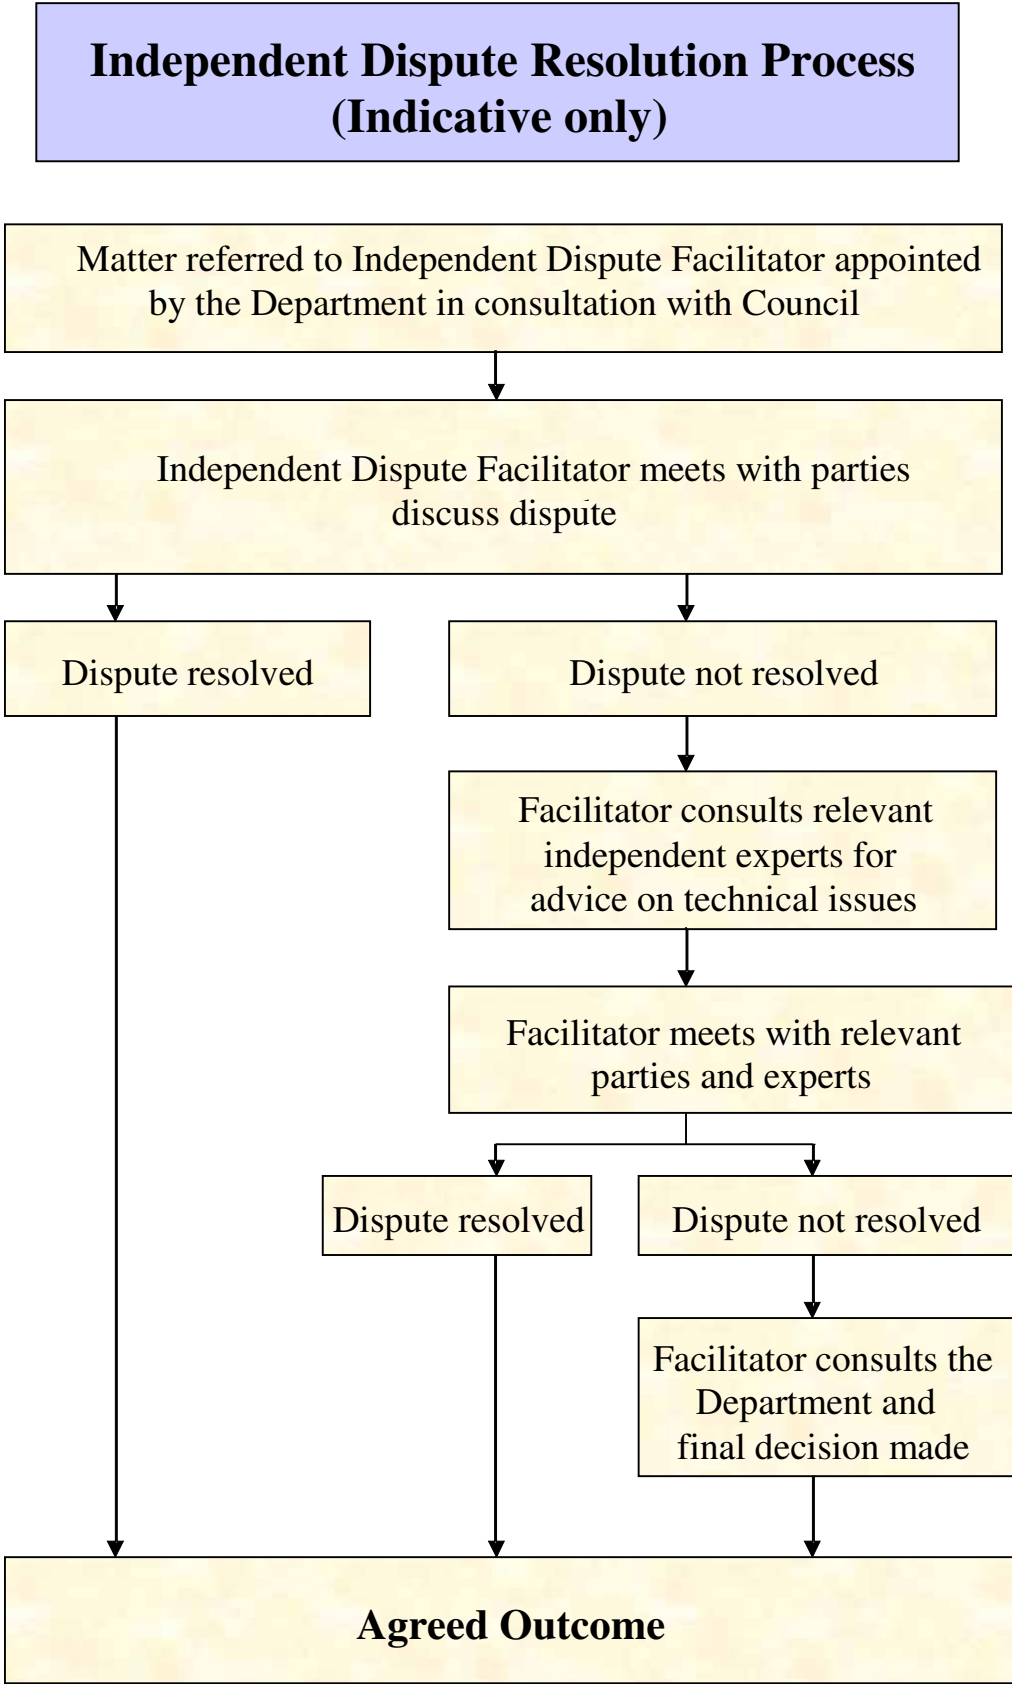 Independent Dispute Resolution Process
(Indicative only)
Matter referred to Independent Dispute Facilitator appointed
by the Department in consultation with Council
Independent Dispute Facilitator meets with parties
discuss dispute
Dispute resolved
Dispute not resolved
Facilitator consults relevant
independent experts for
advice on technical issues
Facilitator meets with relevant
parties and experts
Dispute resolved
Dispute not resolved
Facilitator consults the
Department and
final decision made
Agreed Outcome